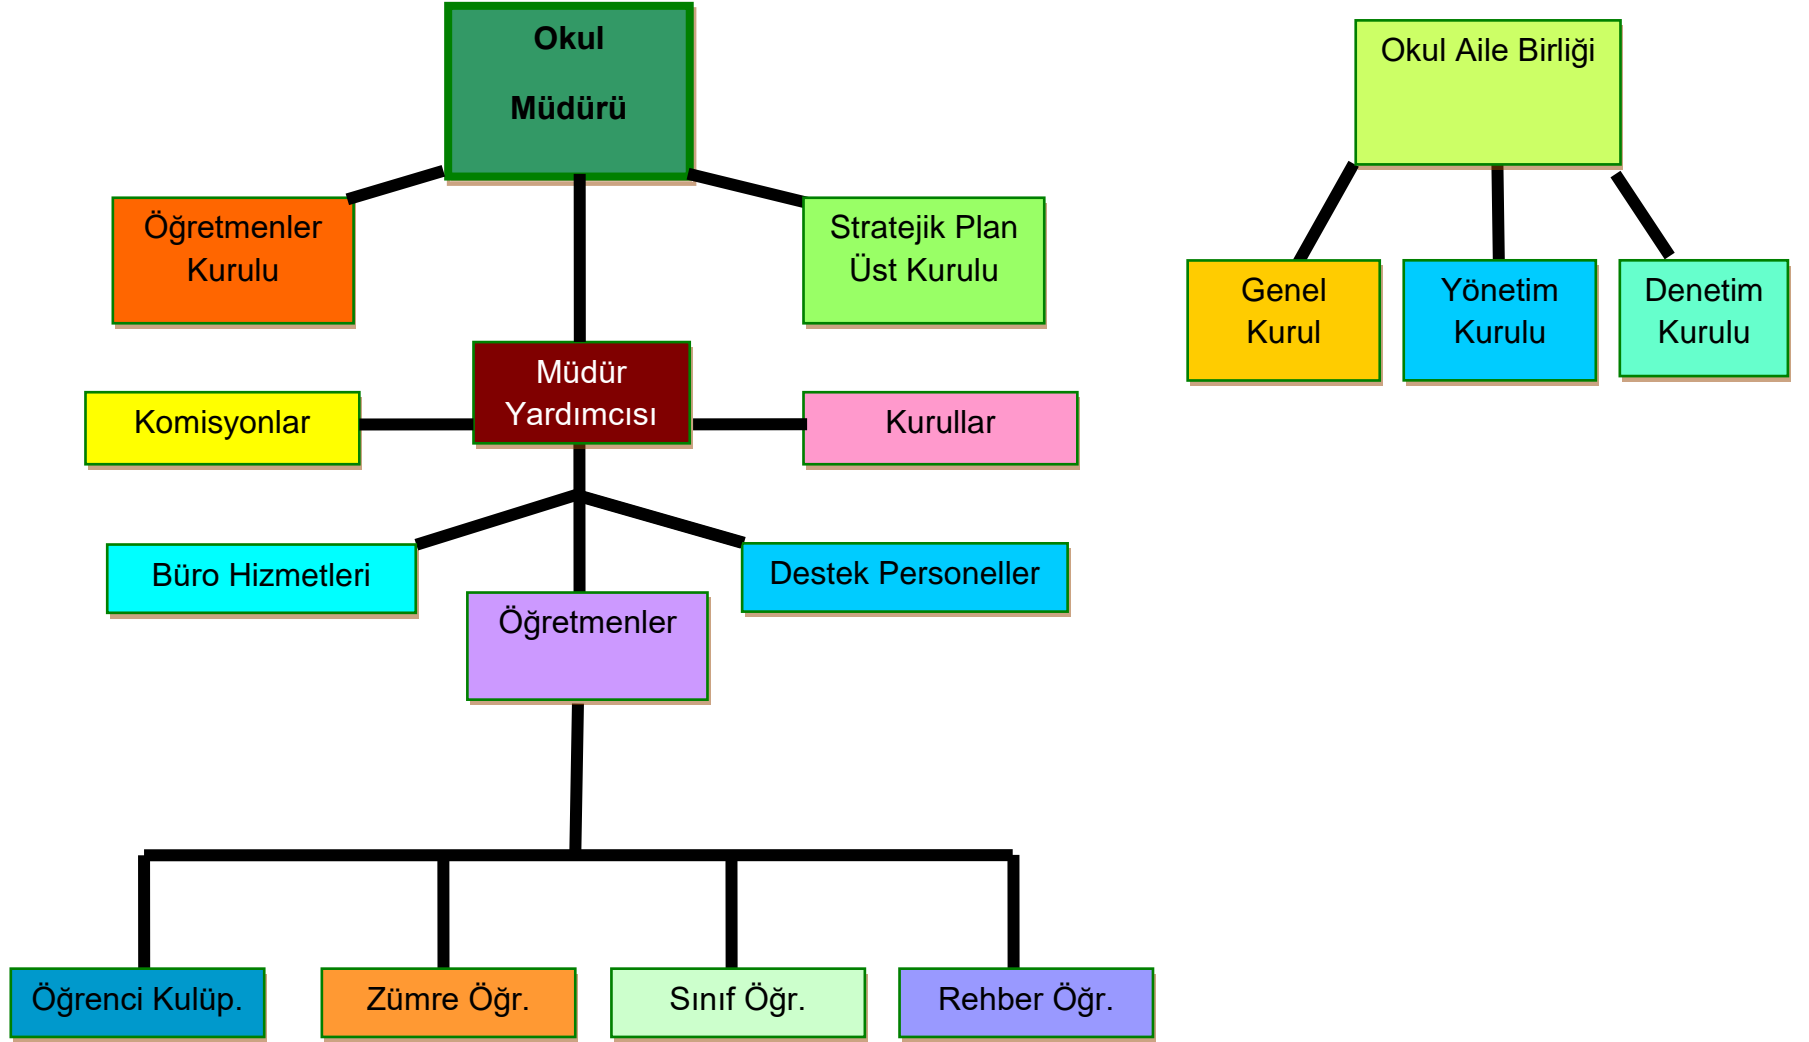 Okul
Müdürü
Okul Aile Birliği
Öğretmenler
Kurulu
Stratejik Plan
Üst Kurulu
Genel
Kurul
Yönetim
Kurulu
Denetim
Kurulu
Müdür
Yardımcısı
Komisyonlar
Kurullar
Büro Hizmetleri
Destek Personeller
Öğretmenler
Öğrenci Kulüp.
Zümre Öğr.
Sınıf Öğr.
Rehber Öğr.